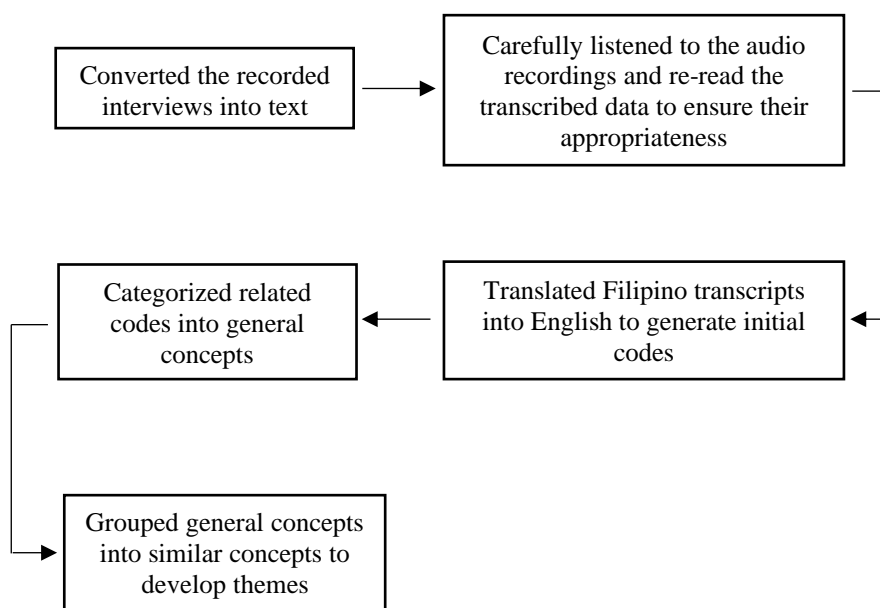 Converted the recorded
interviews into text
Carefully listened to the audio
recordings and re-read the
transcribed data to ensure their
appropriateness
Translated Filipino transcripts
into English to generate initial
codes
Categorized related
codes into general
concepts
Grouped general concepts
into similar concepts to
develop themes